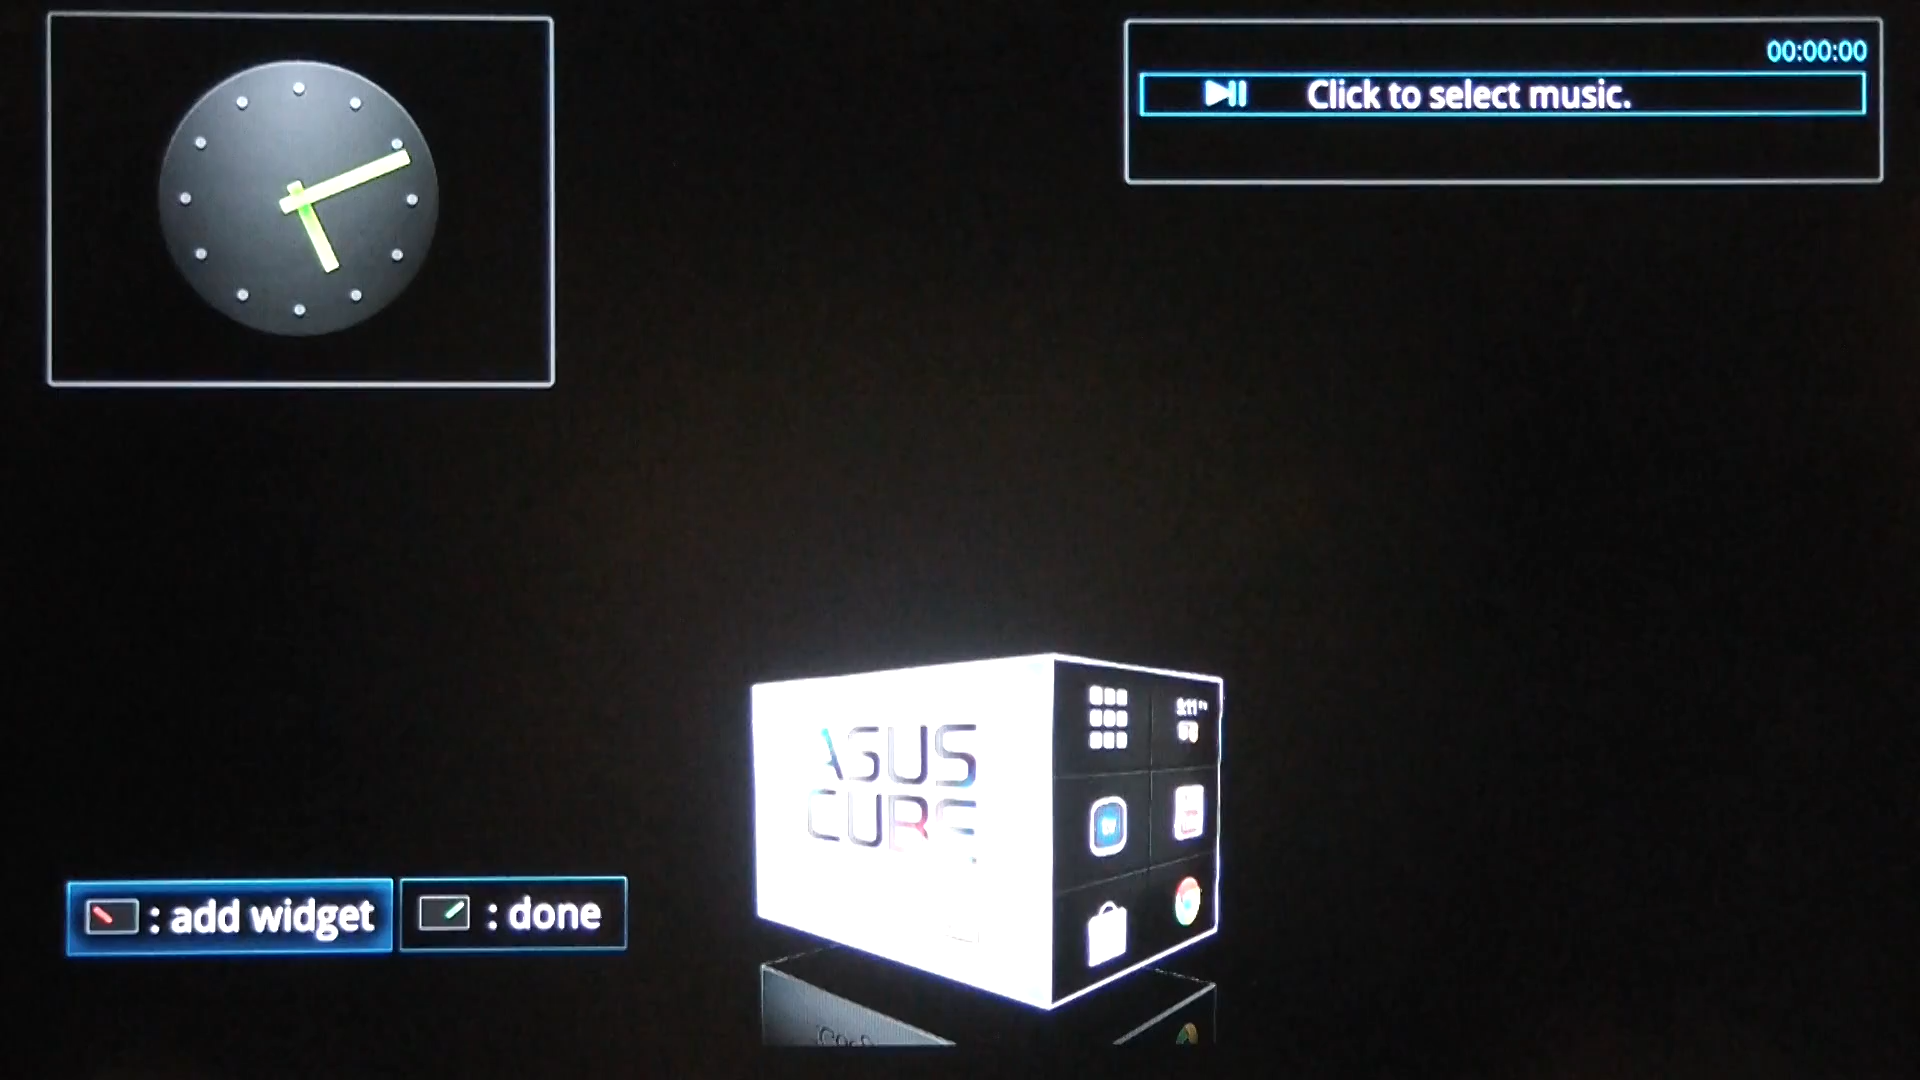 00:00:00
Click to select music.
ASUS
CUBE
: add widget
: done